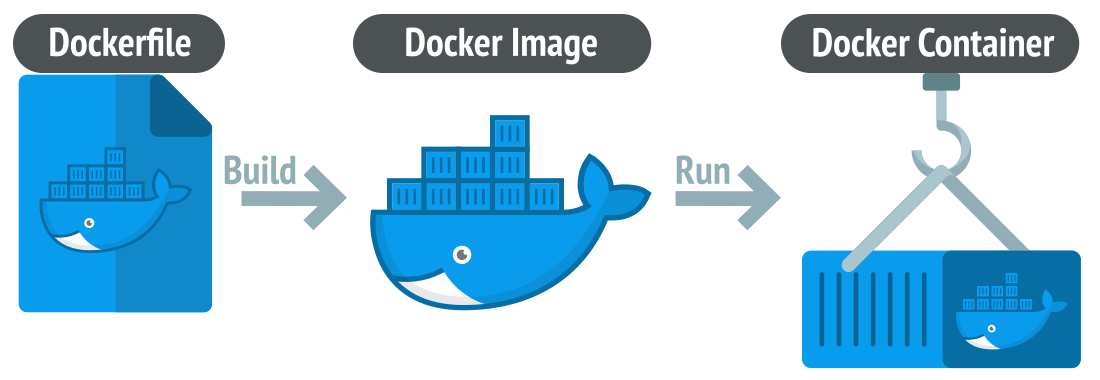 Dockerfile
Docker Image
Docker Container
Build
Run